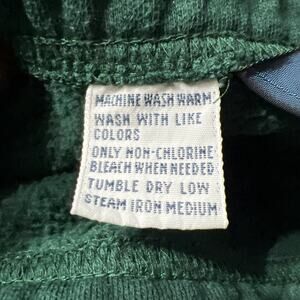 MACHINE WASH WARM
WASH WITH LIKE
COLORS
ONLY NON-CHLORINE
BLEACH WHEN NEEDED
TUMBLE DRY LOW
STEAM IRON MEDIUM